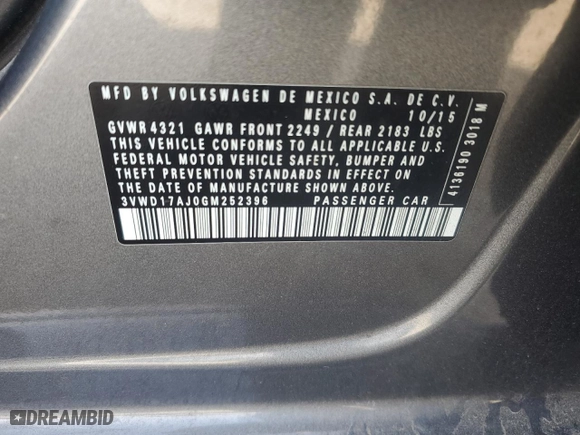 MFD BY VOLKSWAGEN DE MEXICO S.A. DE C.V.
MEXICO 10/15
GVWR 4321 GAWR FRONT 2249 / REAR 2183 LBS
THIS VEHICLE CONFORMS TO ALL APPLICABLE U.S.
FEDERAL MOTOR VEHICLE SAFETY, BUMPER AND
THEFT PREVENTION STANDARDS IN EFFECT ON
THE DATE OF MANUFACTURE SHOWN ABOVE.
3VWD17AJ0GM252396 PASSENGER CAR
4136190 3018 M
DREAMBID